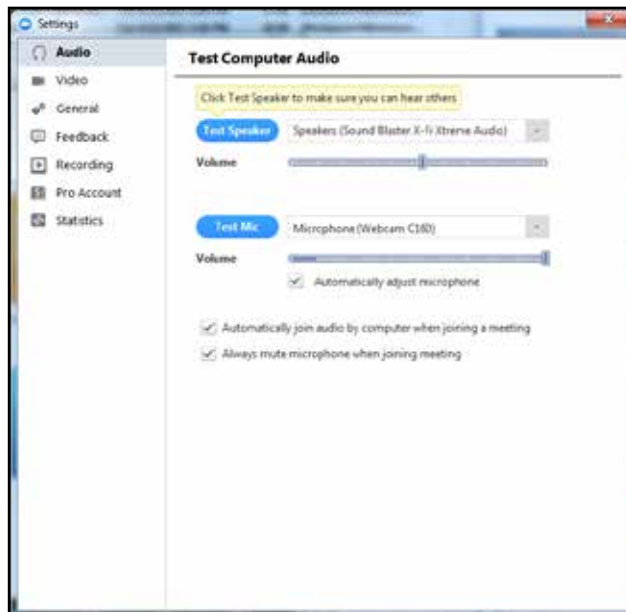 Settings
Audio
Video
General
Feedback
Recording
Pro Account
Statistics
Test Computer Audio
Click Test Speaker to make sure you can hear others
Test Speaker
Speakers (Sound Blaster X-Fi Xtreme Audio)
Volume
Test Mic
Microphone (Webcam C160)
Volume
Automatically adjust microphone
Automatically join audio by computer when joining a meeting
Always mute microphone when joining meeting